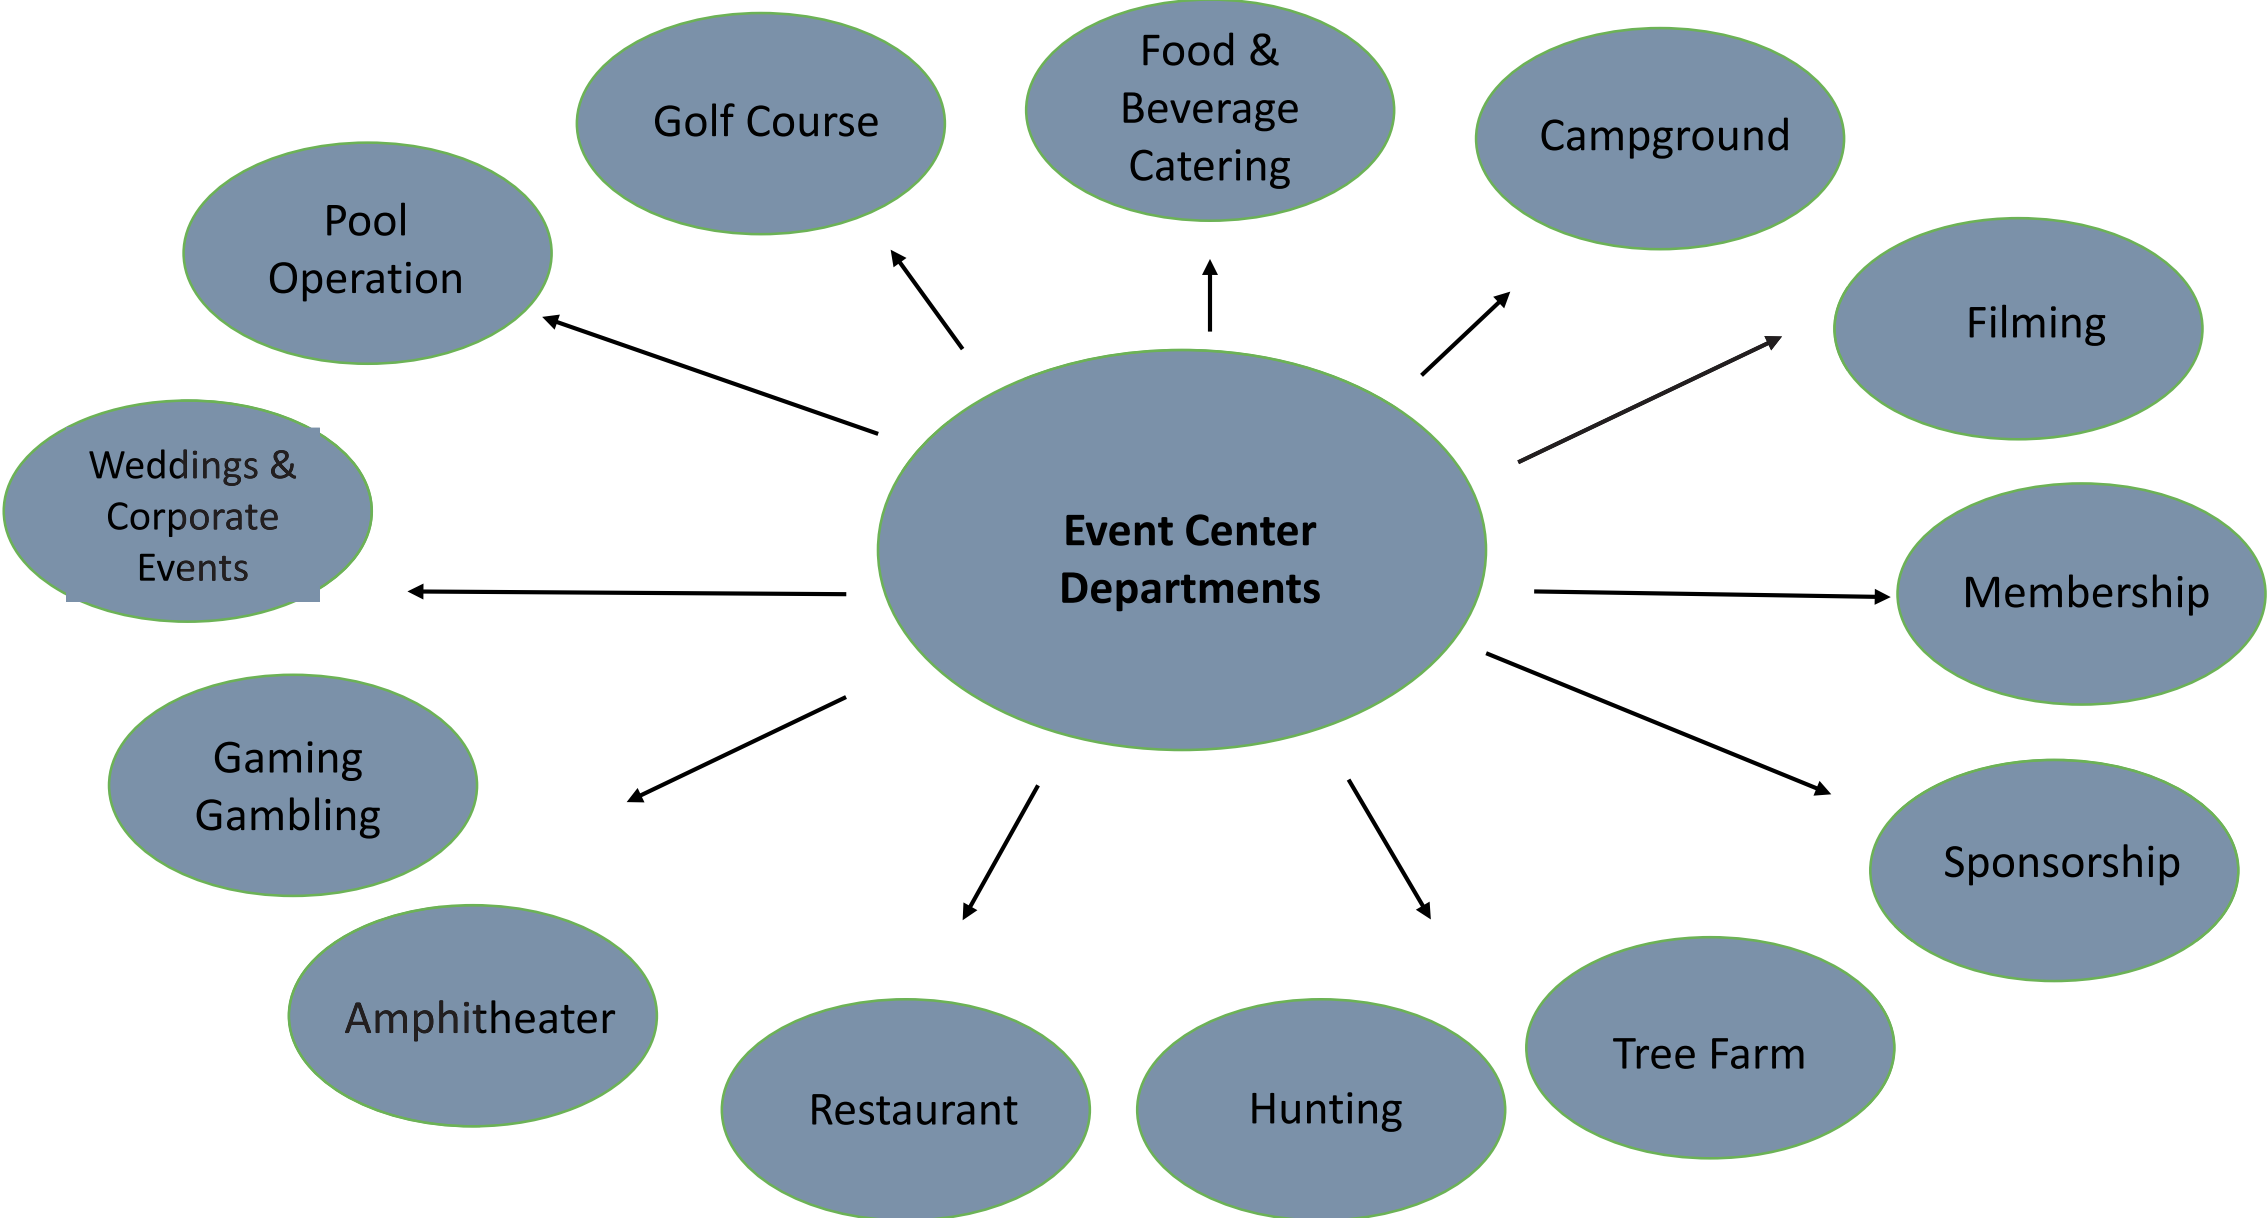 Food &
Beverage
Catering
Golf Course
Campground
Pool
Operation
Filming
Weddings &
Corporate
Events
Event Center
Departments
Membership
Gaming
Gambling
Sponsorship
Amphitheater
Tree Farm
Restaurant
Hunting